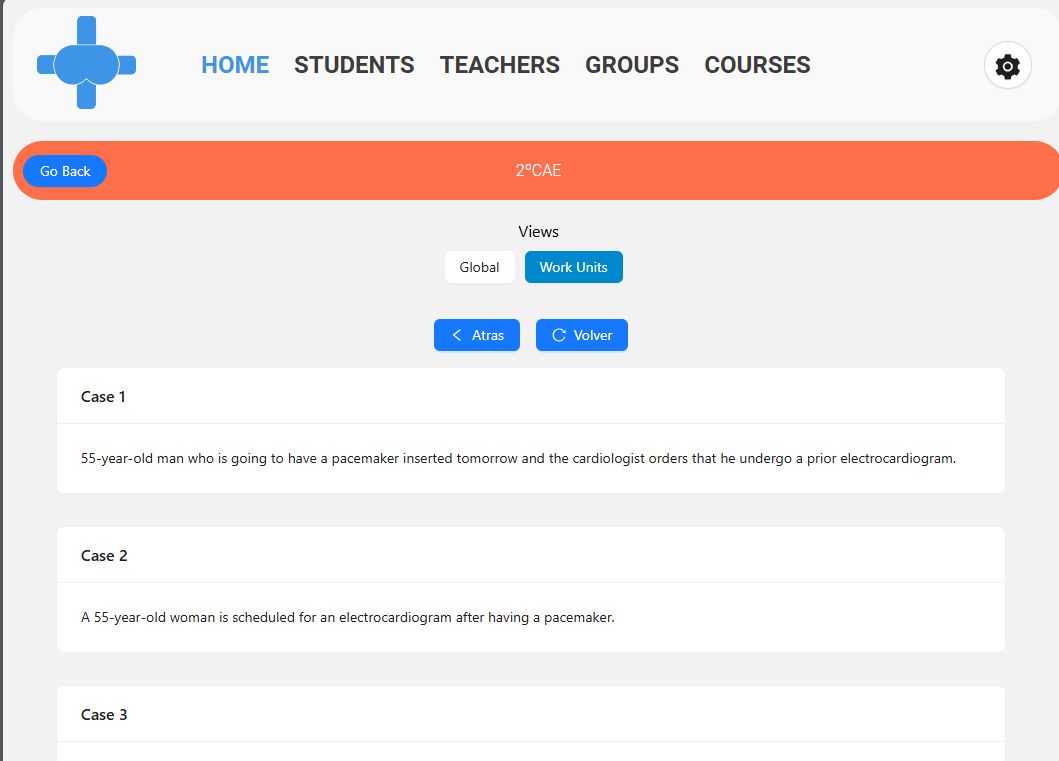 HOME STUDENTS TEACHERS GROUPS COURSES
Go Back 2ºCAE
Views
Global Work Units
Atras Volver
Case 1
55-year-old man who is going to have a pacemaker inserted tomorrow and the cardiologist orders that he undergo a prior electrocardiogram.
Case 2
A 55-year-old woman is scheduled for an electrocardiogram after having a pacemaker.
Case 3